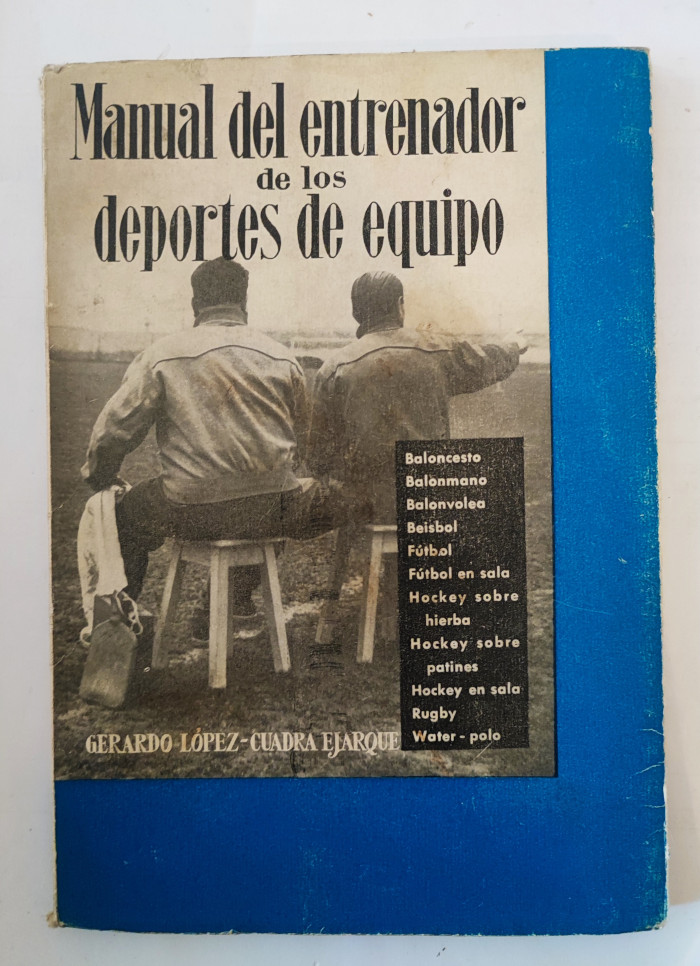 Manual del entrenador
de los
deportes de equipo
Baloncesto
Balonmano
Balonvolea
Beisbol
Fútbol
Fútbol en sala
Hockey sobre
hierba
Hockey sobre
patines
Hockey en sala
Rugby
Water-polo
GERARDO LÓPEZ-CUADRA EJARQUE